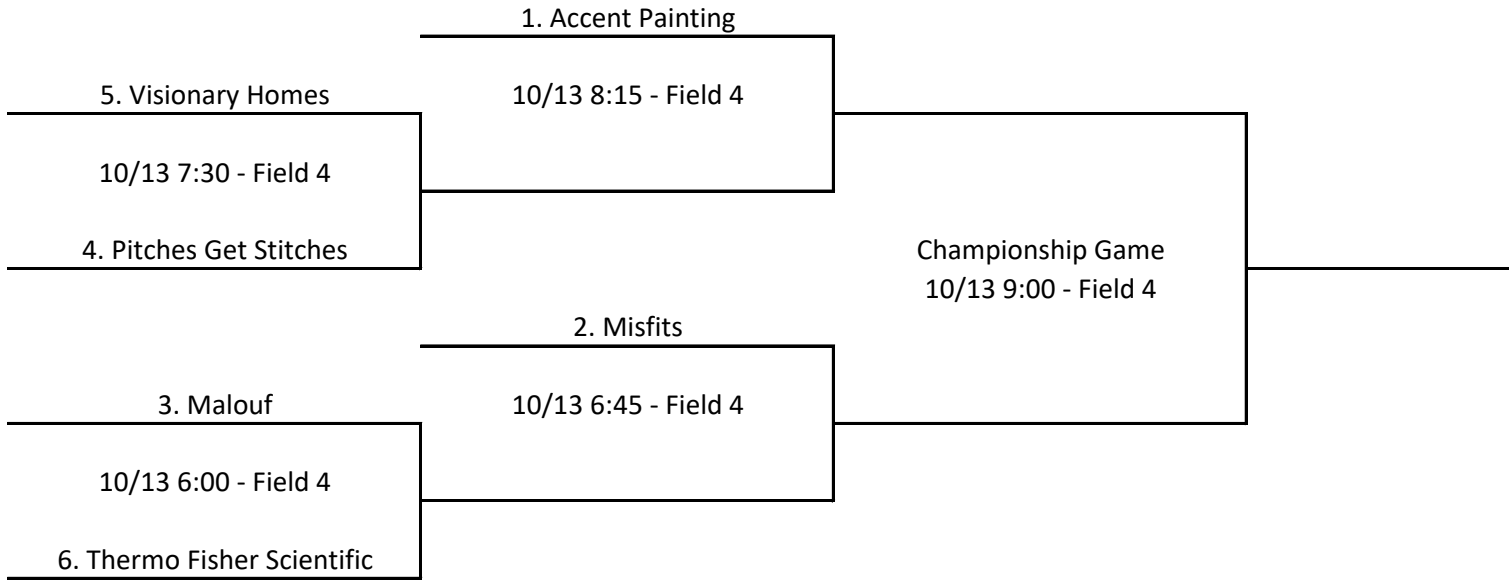 1. Accent Painting
5. Visionary Homes
10/13 8:15 - Field 4
10/13 7:30 - Field 4
4. Pitches Get Stitches
Championship Game
10/13 9:00 - Field 4
2. Misfits
3. Malouf
10/13 6:45 - Field 4
10/13 6:00 - Field 4
6. Thermo Fisher Scientific